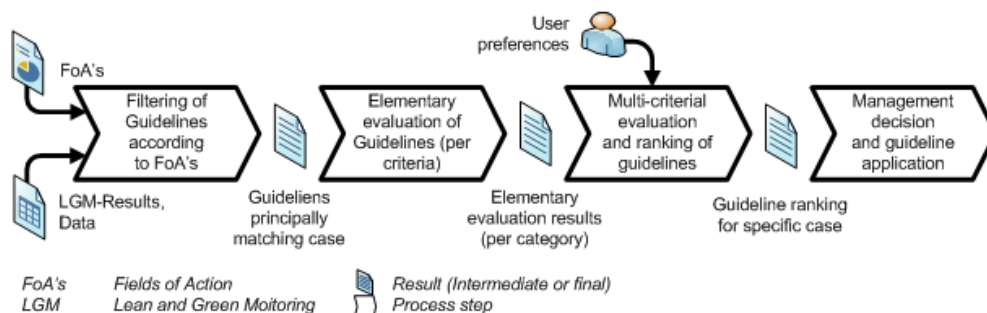 User
preferences
FoA's
Filtering of
Guidelines
according
to FoA's
Elementary
evaluation of
Guidelines (per
criteria)
Multi-criterial
evaluation
and ranking of
guidelines
Management
decision
and guideline
application
LGM-Results,
Data
Guideliens
principally
matching case
Elementary
evaluation results
(per category)
Guideline ranking
for specific case
FoA's Fields of Action Result (Intermediate or final)
LGM Lean and Green Moitoring Process step